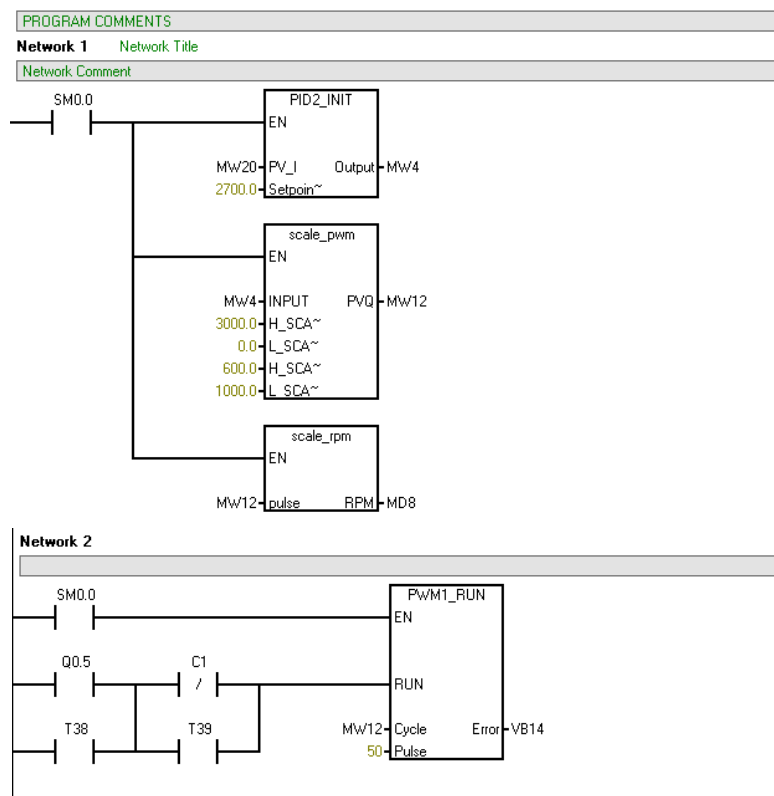 PROGRAM COMMENTS
Network 1 Network Title
Network Comment
SM0.0 PID2_INIT
EN
MW20 PV_I Output MW4
2700.0 Setpoin~
scale_pwm
EN
MW4 INPUT PVQ MW12
3000.0 H_SCA~
0.0 L_SCA~
600.0 H_SCA~
1000.0 L_SCA~
scale_rpm
EN
MW12 pulse RPM MD8
Network 2
SM0.0 PWM1_RUN
EN
Q0.5 C1
/ RUN
T38 T39
MW12 Cycle Error VB14
50 Pulse